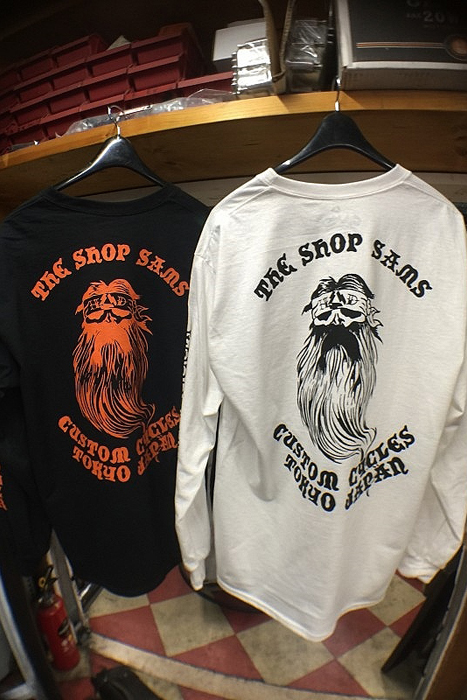 THE SHOP SAMS
CUSTOM CYCLES
TOKYO JAPAN
THE SHOP SAMS
CUSTOM CYCLES
TOKYO JAPAN